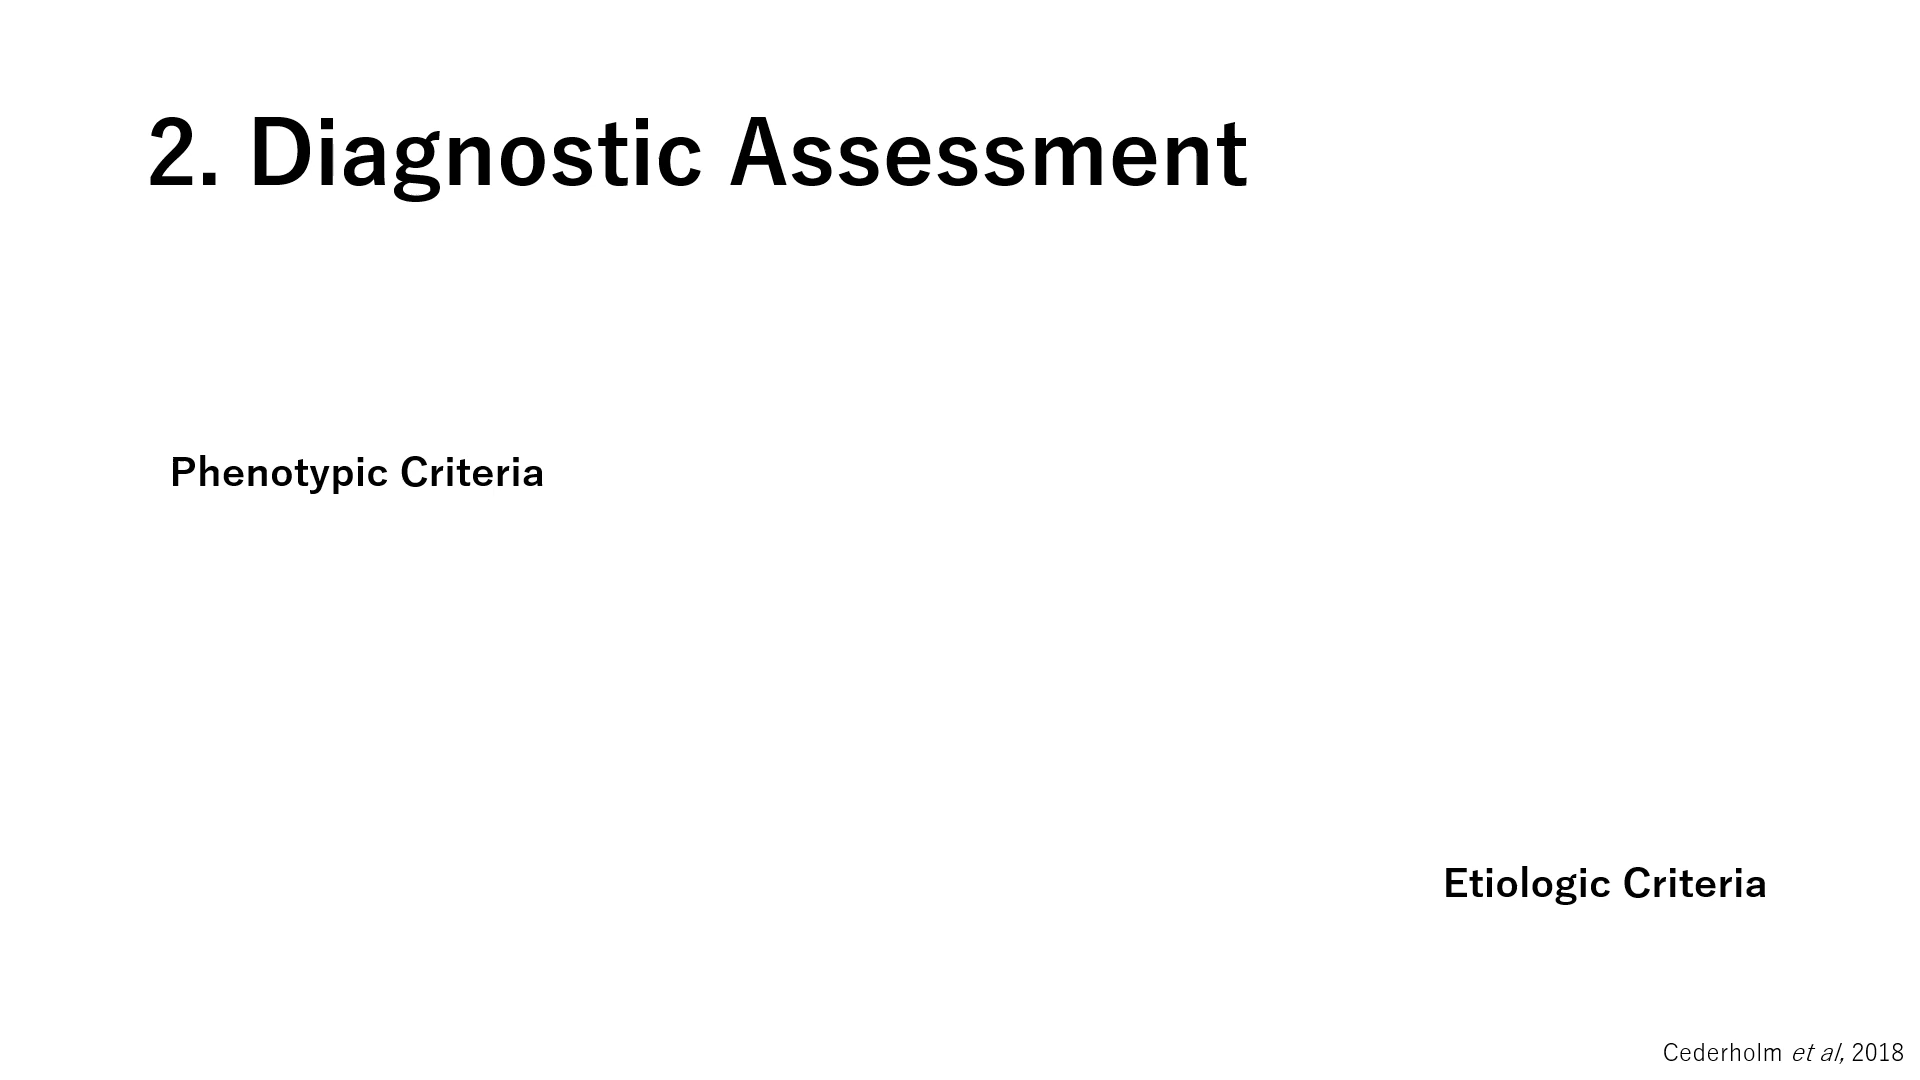 2. Diagnostic Assessment
Phenotypic Criteria
Etiologic Criteria
Cederholm et al, 2018